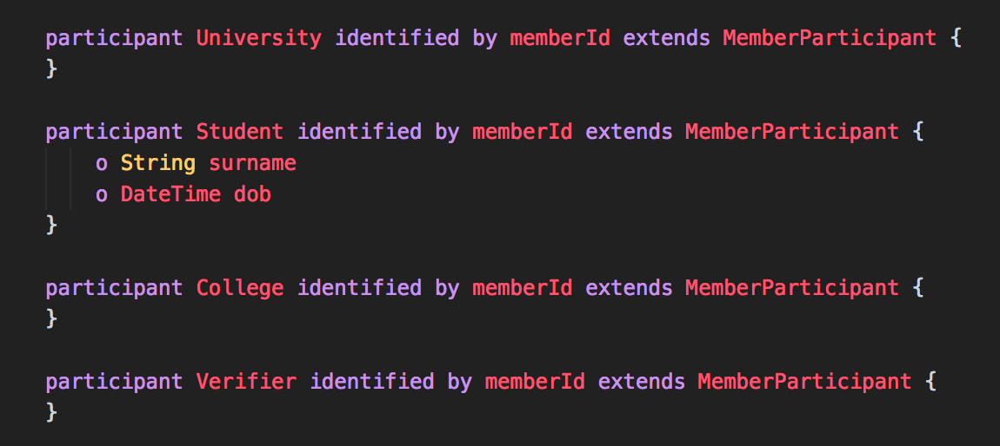 participant University identified by memberId extends MemberParticipant {
}
participant Student identified by memberId extends MemberParticipant {
o String surname
o DateTime dob
}
participant College identified by memberId extends MemberParticipant {
}
participant Verifier identified by memberId extends MemberParticipant {
}